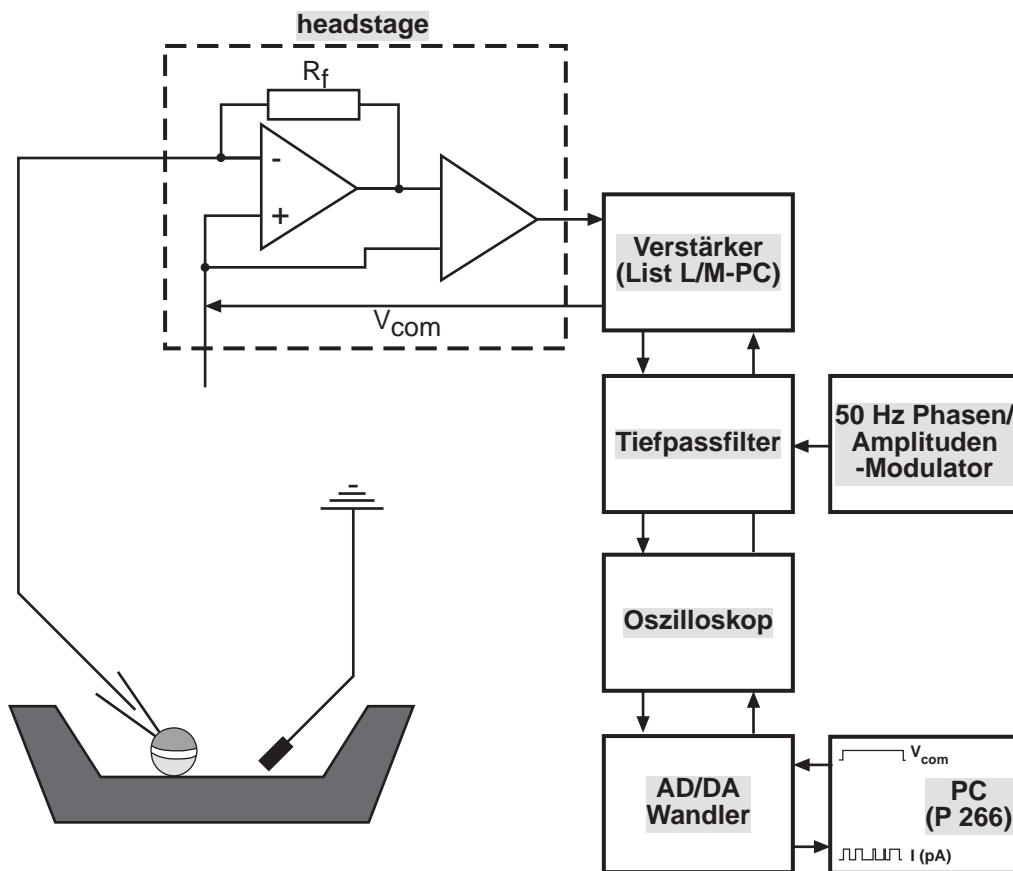 headstage
Rf
-
+
Vcom
Verstärker
(List L/M-PC)
Tiefpassfilter
50 Hz Phasen/
Amplituden
-Modulator
Oszilloskop
AD/DA
Wandler
Vcom
PC
(P 266)
I (pA)